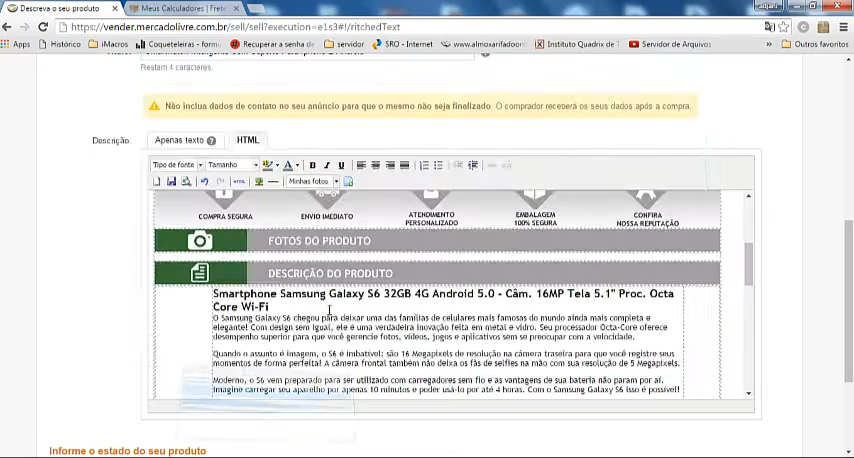 Descreva o seu produto
Meus Calculadores | Frete
adjani
https://vender.mercadolivre.com.br/sell/sell?execution=e1s3#!/ritchedText
Apps
Histórico
iMacros
Coqueteleiras - formu
Recuperar a senha de
servidor
SRO - Internet
www.almoxarifadoonl
Instituto Quadrix de T
Servidor de Arquivos
»
Outros favoritos
Restam 4 caracteres.
Não inclua dados de contato no seu anúncio para que o mesmo não seja finalizado. O comprador receberá os seus dados após a compra.
Descrição
Apenas texto ?
HTML
Tipo de fonte
Tamanho
A
B I U
HTML
Minhas fotos
COMPRA SEGURA
ENVIO IMEDIATO
ATENDIMENTO
PERSONALIZADO
EMBALAGEM
100% SEGURA
CONFIRA
NOSSA REPUTAÇÃO
FOTOS DO PRODUTO
DESCRIÇÃO DO PRODUTO
Smartphone Samsung Galaxy S6 32GB 4G Android 5.0 - Câm. 16MP Tela 5.1" Proc. Octa
Core Wi-Fi
O Samsung Galaxy S6 chegou para deixar uma das famílias de celulares mais famosas do mundo ainda mais completa e
elegante! Com design sem igual, ele é uma verdadeira inovação feita em metal e vidro. Seu processador Octa-Core oferece
desempenho superior para que você gerencie fotos, vídeos, jogos e aplicativos sem se preocupar com a velocidade.
Quando o assunto é imagem, o S6 é imbatível: são 16 Megapixels de resolução na câmera traseira para que você registre seus
momentos de forma perfeita! A câmera frontal também não deixa os fãs de selfies na mão com sua resolução de 5 Megapixels.
Moderno, o S6 vem preparado para ser utilizado com carregadores sem fio e as vantagens de sua bateria não param por aí.
Imagine carregar seu aparelho por apenas 10 minutos e poder usá-lo por até 4 horas. Com o Samsung Galaxy S6 isso é possível!
Informe o estado do seu produto